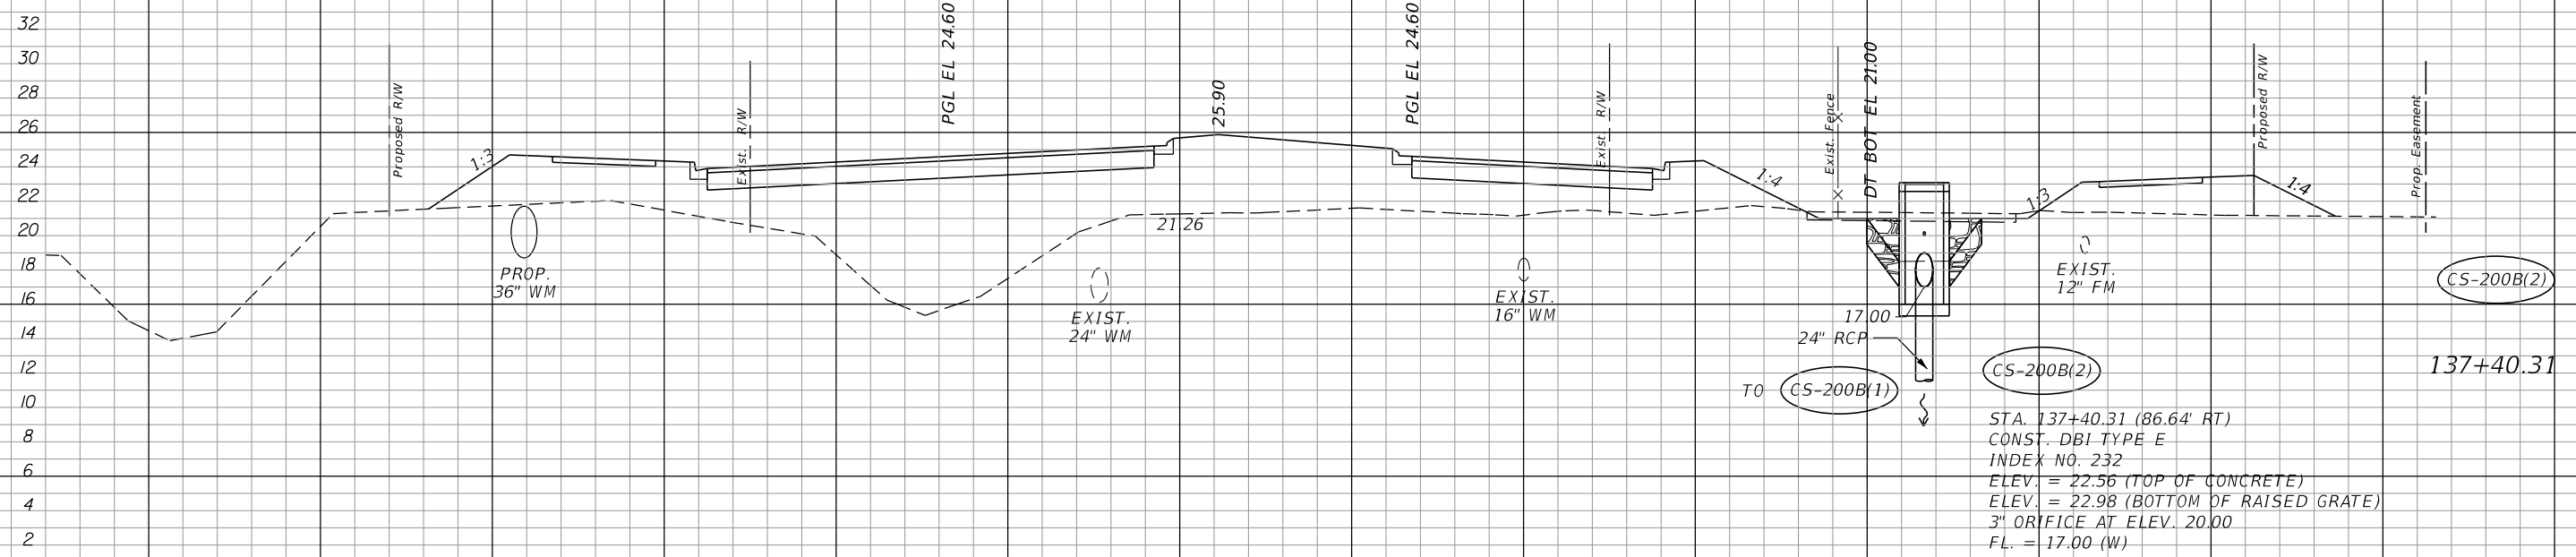 32
30
28
26
24
22
20
18
16
14
12
10
8
6
4
2
Proposed R/W
1:3
PROP.
36" WM
Exist. R/W
PGL EL 24.60
25.90
21.26
EXIST.
24" WM
PGL EL 24.60
EXIST.
16" WM
Exist. R/W
1:4
Exist. Fence
DT BOT EL 21.00
17.00
24" RCP
TO CS-200B(1)
CS-200B(2)
1:3
EXIST.
12" FM
Proposed R/W
1:4
Prop. Easement
CS-200B(2)
137+40.31
STA. 137+40.31 (86.64' RT)
CONST. DBI TYPE E
INDEX NO. 232
ELEV. = 22.56 (TOP OF CONCRETE)
ELEV. = 22.98 (BOTTOM OF RAISED GRATE)
3" ORIFICE AT ELEV. 20.00
FL. = 17.00 (W)